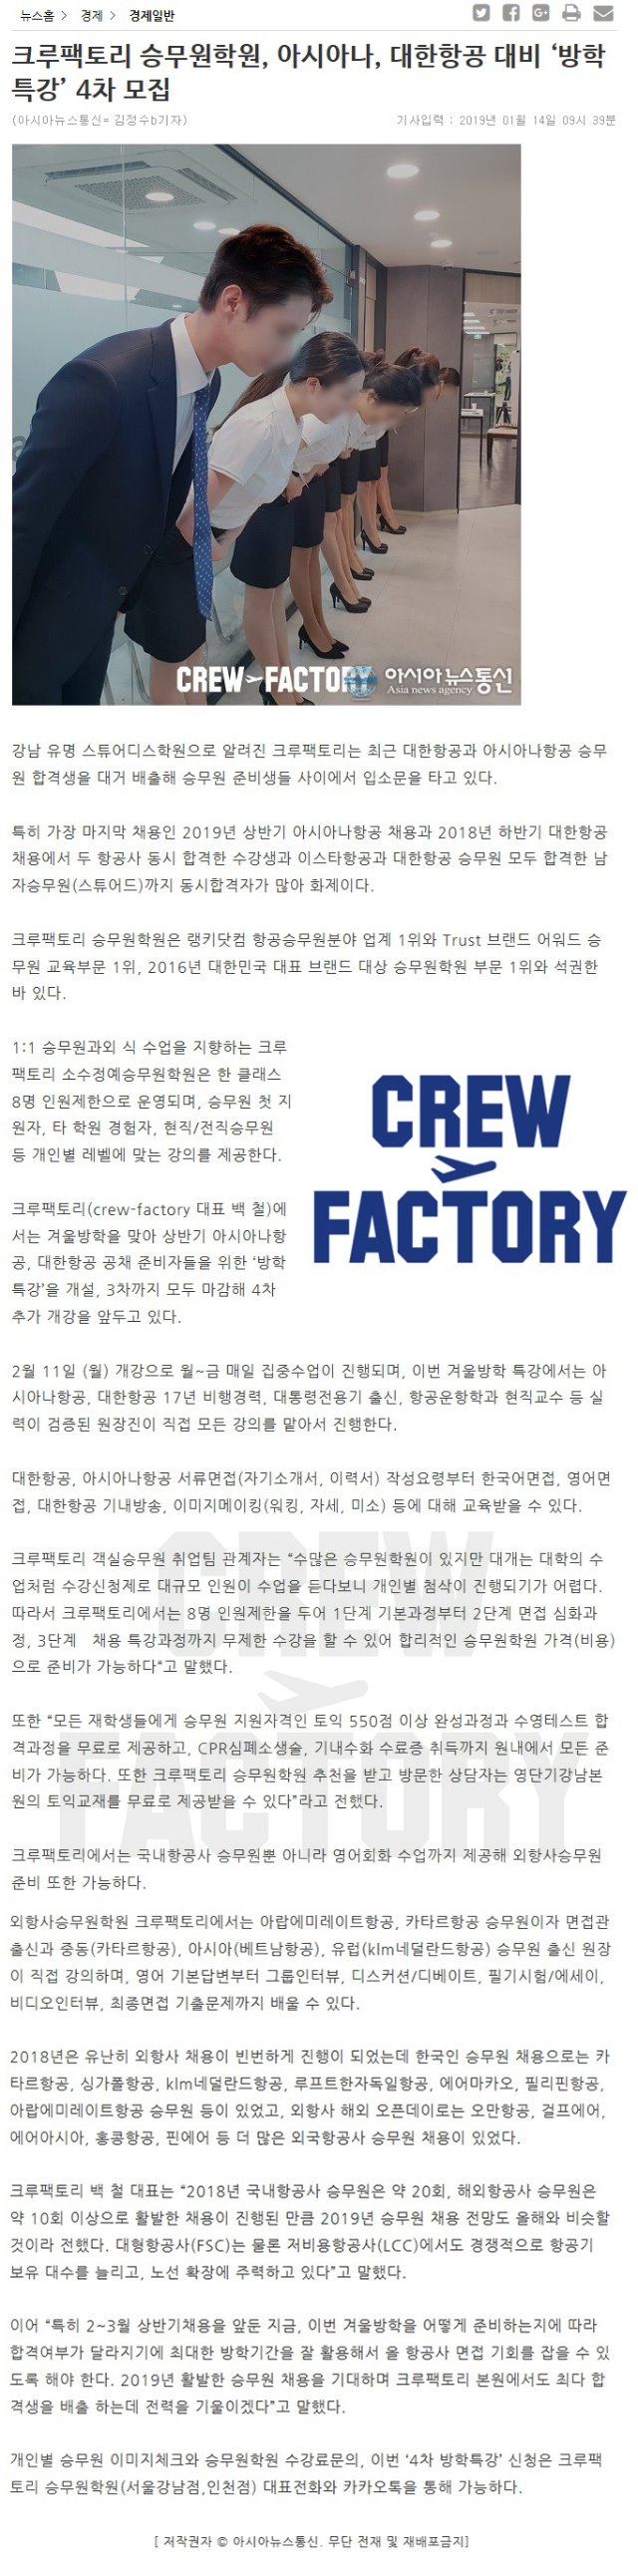 뉴스홈 > 경제 > 경제일반
크루팩토리 승무원학원, 아시아나, 대한항공 대비 ‘방학
특강’ 4차 모집
(아시아뉴스통신= 김정수b기자)
기사입력 : 2019년 01월 14일 09시 39분
CREW FACTORY
아시아뉴스통신
Asia news agency
강남 유명 스튜어디스학원으로 알려진 크루팩토리는 최근 대한항공과 아시아나항공 승무
원 합격생을 대거 배출해 승무원 준비생들 사이에서 입소문을 타고 있다.
특히 가장 마지막 채용인 2019년 상반기 아시아나항공 채용과 2018년 하반기 대한항공
채용에서 두 항공사 동시 합격한 수강생과 이스타항공과 대한항공 승무원 모두 합격한 남
자승무원(스튜어드)까지 동시합격자가 많아 화제이다.
크루팩토리 승무원학원은 랭키닷컴 항공승무원분야 업계 1위와 Trust 브랜드 어워드 승
무원 교육부문 1위, 2016년 대한민국 대표 브랜드 대상 승무원학원 부문 1위와 석권한
바 있다.
1:1 승무원과외 식 수업을 지향하는 크루
팩토리 소수정예승무원학원은 한 클래스
8명 인원제한으로 운영되며, 승무원 첫 지
원자, 타 학원 경험자, 현직/전직승무원
등 개인별 레벨에 맞는 강의를 제공한다.
크루팩토리(crew-factory 대표 백 철)에
서는 겨울방학을 맞아 상반기 아시아나항
공, 대한항공 공채 준비자들을 위한 ‘방학
특강’을 개설, 3차까지 모두 마감해 4차
추가 개강을 앞두고 있다.
CREW
FACTORY
2월 11일 (월) 개강으로 월~금 매일 집중수업이 진행되며, 이번 겨울방학 특강에서는 아
시아나항공, 대한항공 17년 비행경력, 대통령전용기 출신, 항공운항학과 현직교수 등 실
력이 검증된 원장진이 직접 모든 강의를 맡아서 진행한다.
대한항공, 아시아나항공 서류면접(자기소개서, 이력서) 작성요령부터 한국어면접, 영어면
접, 대한항공 기내방송, 이미지메이킹(워킹, 자세, 미소) 등에 대해 교육받을 수 있다.
크루팩토리 객실승무원 취업팀 관계자는 “수많은 승무원학원이 있지만 대개는 대학의 수
업처럼 수강신청제로 대규모 인원이 수업을 듣다보니 개인별 첨삭이 진행되기가 어렵다.
따라서 크루팩토리에서는 8명 인원제한을 두어 1단계 기본과정부터 2단계 면접 심화과
정, 3단계 채용 특강과정까지 무제한 수강을 할 수 있어 합리적인 승무원학원 가격(비용)
으로 준비가 가능하다“고 말했다.
또한 “모든 재학생들에게 승무원 지원자격인 토익 550점 이상 완성과정과 수영테스트 합
격과정을 무료로 제공하고, CPR심폐소생술, 기내수화 수료증 취득까지 원내에서 모든 준
비가 가능하다. 또한 크루팩토리 승무원학원 추천을 받고 방문한 상담자는 영단기강남본
원의 토익교재를 무료로 제공받을 수 있다”라고 전했다.
크루팩토리에서는 국내항공사 승무원뿐 아니라 영어회화 수업까지 제공해 외항사승무원
준비 또한 가능하다.
CREW
FACTORY
외항사승무원학원 크루팩토리에서는 아랍에미레이트항공, 카타르항공 승무원이자 면접관
출신과 중동(카타르항공), 아시아(베트남항공), 유럽(klm네덜란드항공) 승무원 출신 원장
이 직접 강의하며, 영어 기본답변부터 그룹인터뷰, 디스커션/디베이트, 필기시험/에세이,
비디오인터뷰, 최종면접 기출문제까지 배울 수 있다.
2018년은 유난히 외항사 채용이 빈번하게 진행이 되었는데 한국인 승무원 채용으로는 카
타르항공, 싱가폴항공, klm네덜란드항공, 루프트한자독일항공, 에어마카오, 필리핀항공,
아랍에미레이트항공 승무원 등이 있었고, 외항사 해외 오픈데이로는 오만항공, 걸프에어,
에어아시아, 홍콩항공, 핀에어 등 더 많은 외국항공사 승무원 채용이 있었다.
크루팩토리 백 철 대표는 “2018년 국내항공사 승무원은 약 20회, 해외항공사 승무원은
약 10회 이상으로 활발한 채용이 진행된 만큼 2019년 승무원 채용 전망도 올해와 비슷할
것이라 전했다. 대형항공사(FSC)는 물론 저비용항공사(LCC)에서도 경쟁적으로 항공기
보유 대수를 늘리고, 노선 확장에 주력하고 있다”고 말했다.
이어 “특히 2~3월 상반기채용을 앞둔 지금, 이번 겨울방학을 어떻게 준비하는지에 따라
합격여부가 달라지기에 최대한 방학기간을 잘 활용해서 올 항공사 면접 기회를 잡을 수 있
도록 해야 한다. 2019년 활발한 승무원 채용을 기대하며 크루팩토리 본원에서도 최다 합
격생을 배출 하는데 전력을 기울이겠다”고 말했다.
개인별 승무원 이미지체크와 승무원학원 수강료문의, 이번 ‘4차 방학특강’ 신청은 크루팩
토리 승무원학원(서울강남점,인천점) 대표전화와 카카오톡을 통해 가능하다.
[ 저작권자 © 아시아뉴스통신. 무단 전재 및 재배포금지]